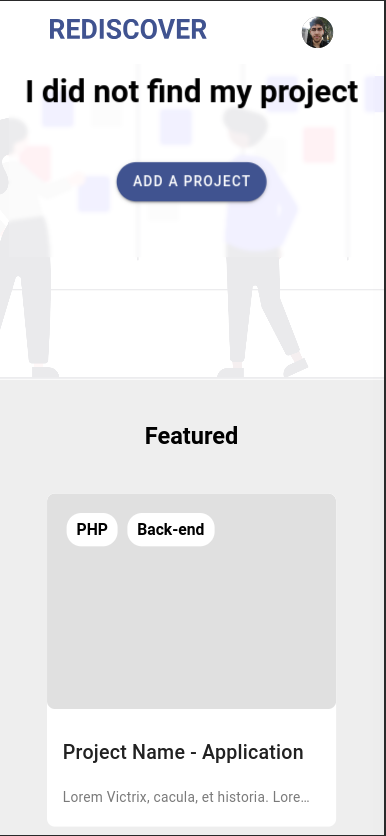 REDISCOVER
I did not find my project
ADD A PROJECT
Featured
PHP Back-end
Project Name - Application
Lorem Victrix, cacula, et historia. Lore…